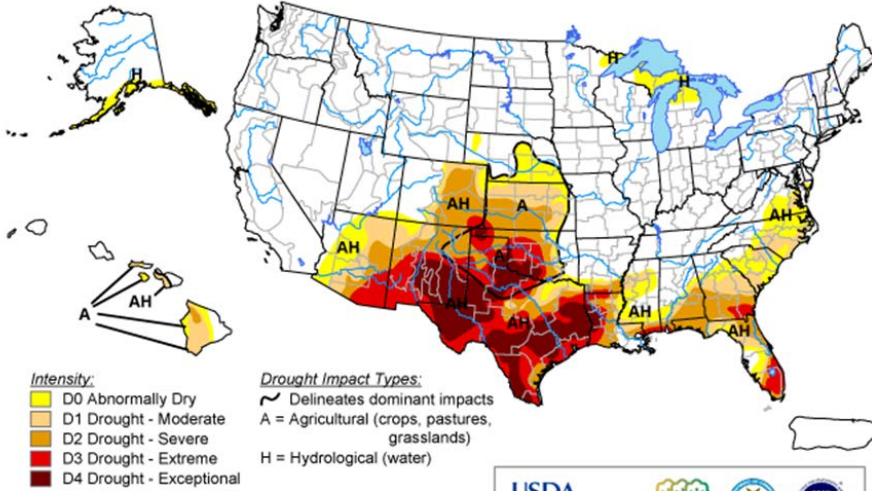 H
H
H
AH
A
AH
AH
A
AH
AH
AH
AH
AH
A
Intensity:
D0 Abnormally Dry
D1 Drought - Moderate
D2 Drought - Severe
D3 Drought - Extreme
D4 Drought - Exceptional
Drought Impact Types:
Delineates dominant impacts
A = Agricultural (crops, pastures,
grasslands)
H = Hydrological (water)
USDA